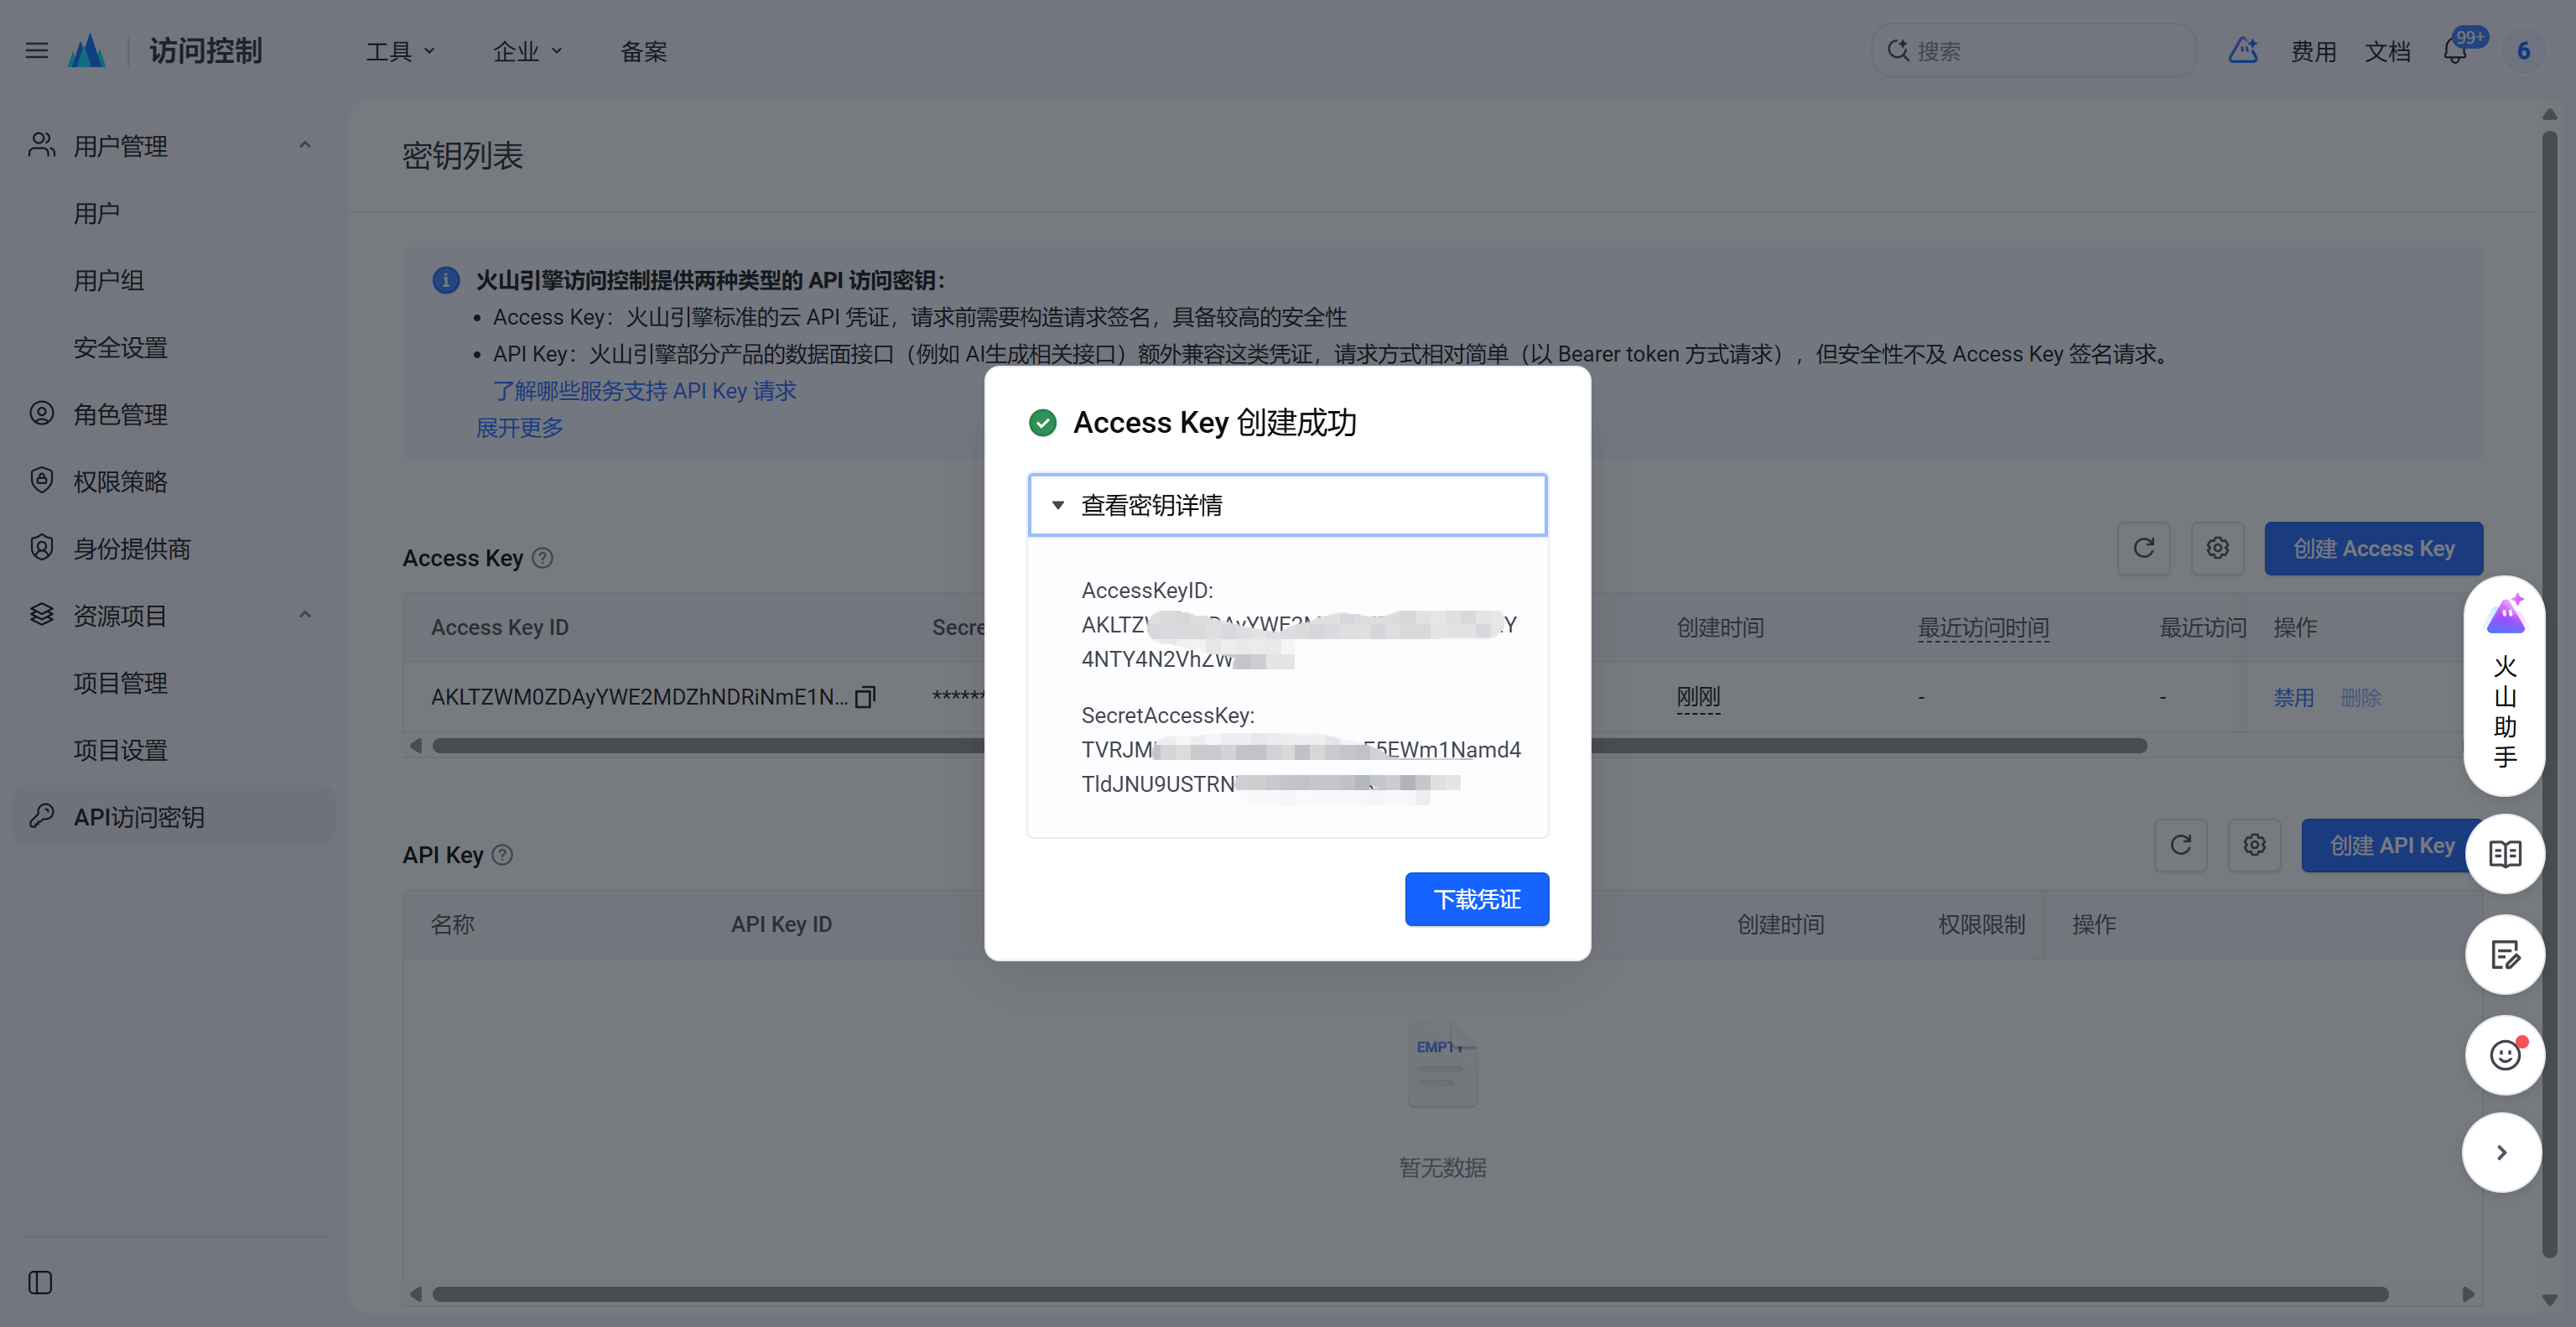 访问控制
工具
企业
备案
搜索
费用
文档
99+
6
用户管理
用户
用户组
安全设置
角色管理
权限策略
身份提供商
资源项目
项目管理
项目设置
API访问密钥
密钥列表
火山引擎访问控制提供两种类型的 API 访问密钥：
• Access Key：火山引擎标准的云 API 凭证，请求前需要构造请求签名，具备较高的安全性
• API Key：火山引擎部分产品的数据面接口（例如 AI生成相关接口）额外兼容这类凭证，请求方式相对简单（以 Bearer token 方式请求），但安全性不及 Access Key 签名请求。
了解哪些服务支持 API Key 请求
展开更多
Access Key 创建成功
查看密钥详情
AccessKeyID:
AKLTZ
4NTY4N2VhZW
SecretAccessKey:
TVRJM 5EWm1Namd4
TldJNU9USTRN
下载凭证
Access Key
创建 Access Key
Access Key ID
Secre
创建时间
最近访问时间
最近访问
操作
AKLTZWM0ZDAyYWE2MDZhNDRiNmE1N...
******
刚刚
-
-
禁用
删除
API Key
创建 API Key
名称
API Key ID
创建时间
权限限制
操作
EMPTY
暂无数据
火山助手